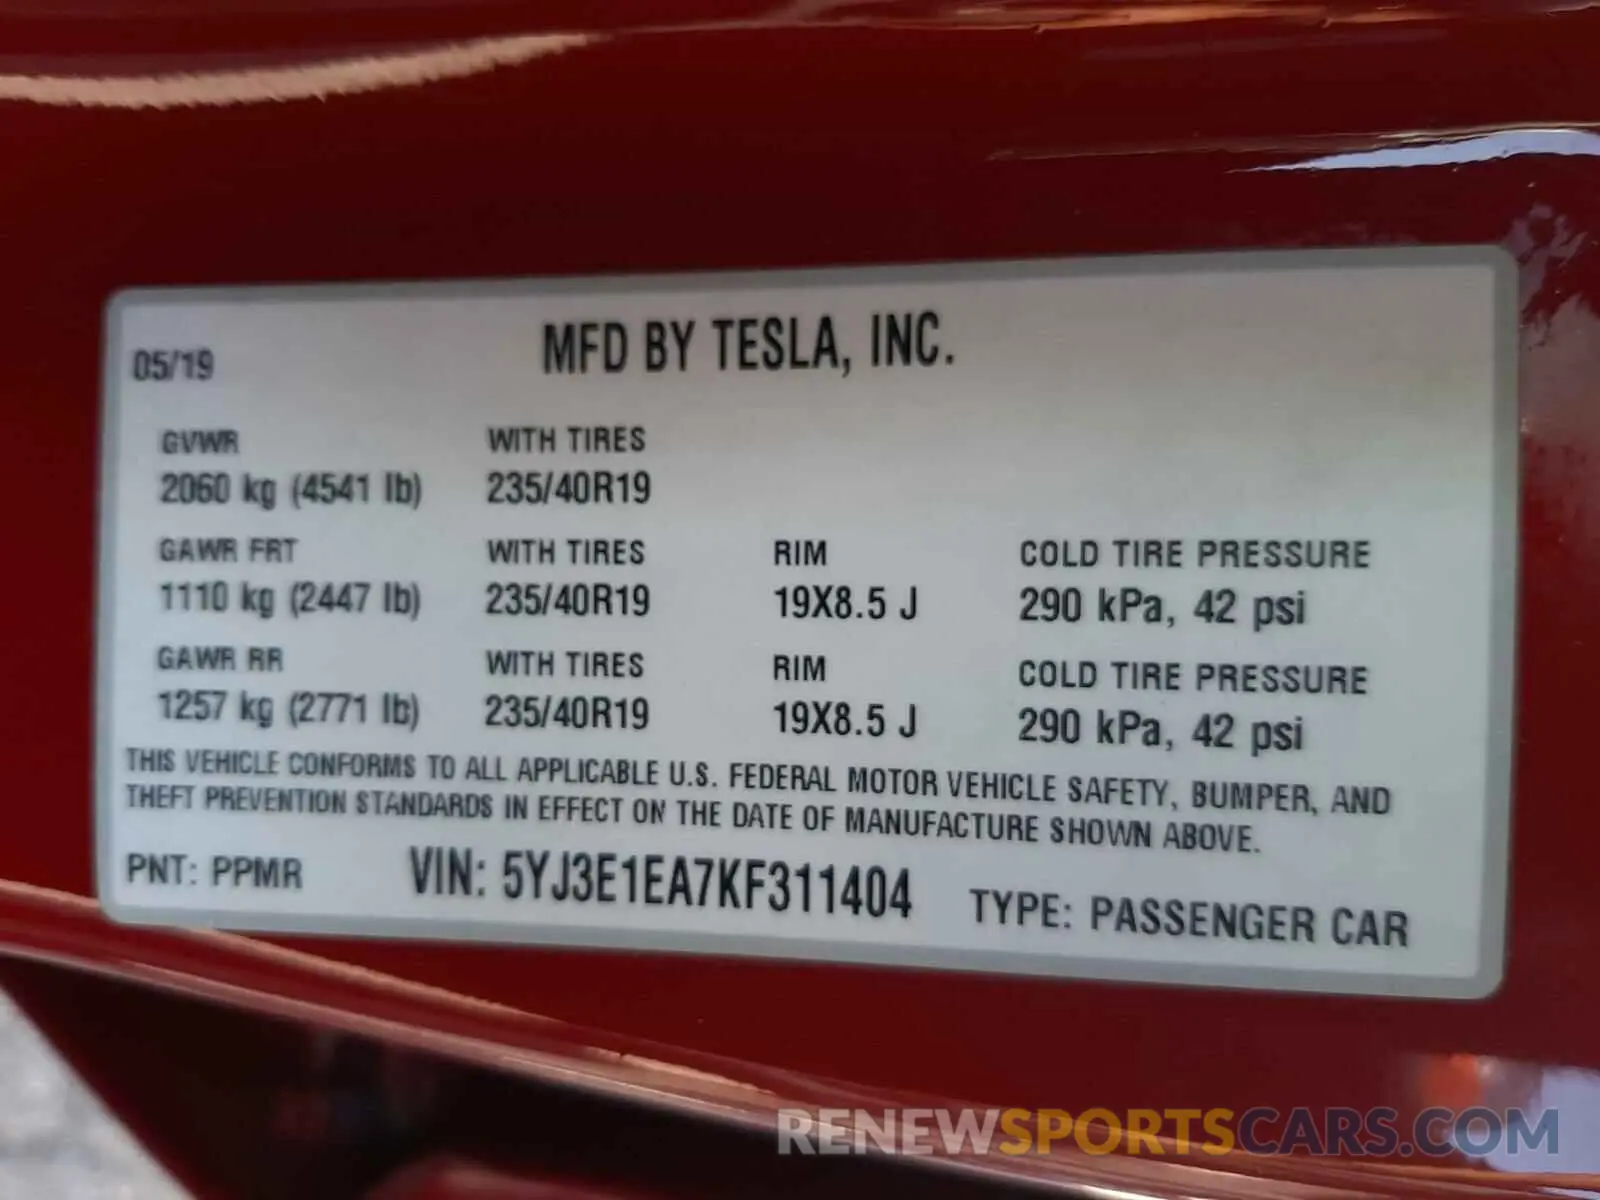 05/19 MFD BY TESLA, INC.
GVWR WITH TIRES
2060 kg (4541 lb) 235/40R19
GAWR FRT WITH TIRES RIM COLD TIRE PRESSURE
1110 kg (2447 lb) 235/40R19 19X8.5 J 290 kPa, 42 psi
GAWR RR WITH TIRES RIM COLD TIRE PRESSURE
1257 kg (2771 lb) 235/40R19 19X8.5 J 290 kPa, 42 psi
THIS VEHICLE CONFORMS TO ALL APPLICABLE U.S. FEDERAL MOTOR VEHICLE SAFETY, BUMPER, AND
THEFT PREVENTION STANDARDS IN EFFECT ON THE DATE OF MANUFACTURE SHOWN ABOVE.
PNT: PPMR VIN: 5YJ3E1EA7KF311404 TYPE: PASSENGER CAR
RENEWSPORTSCARS.COM